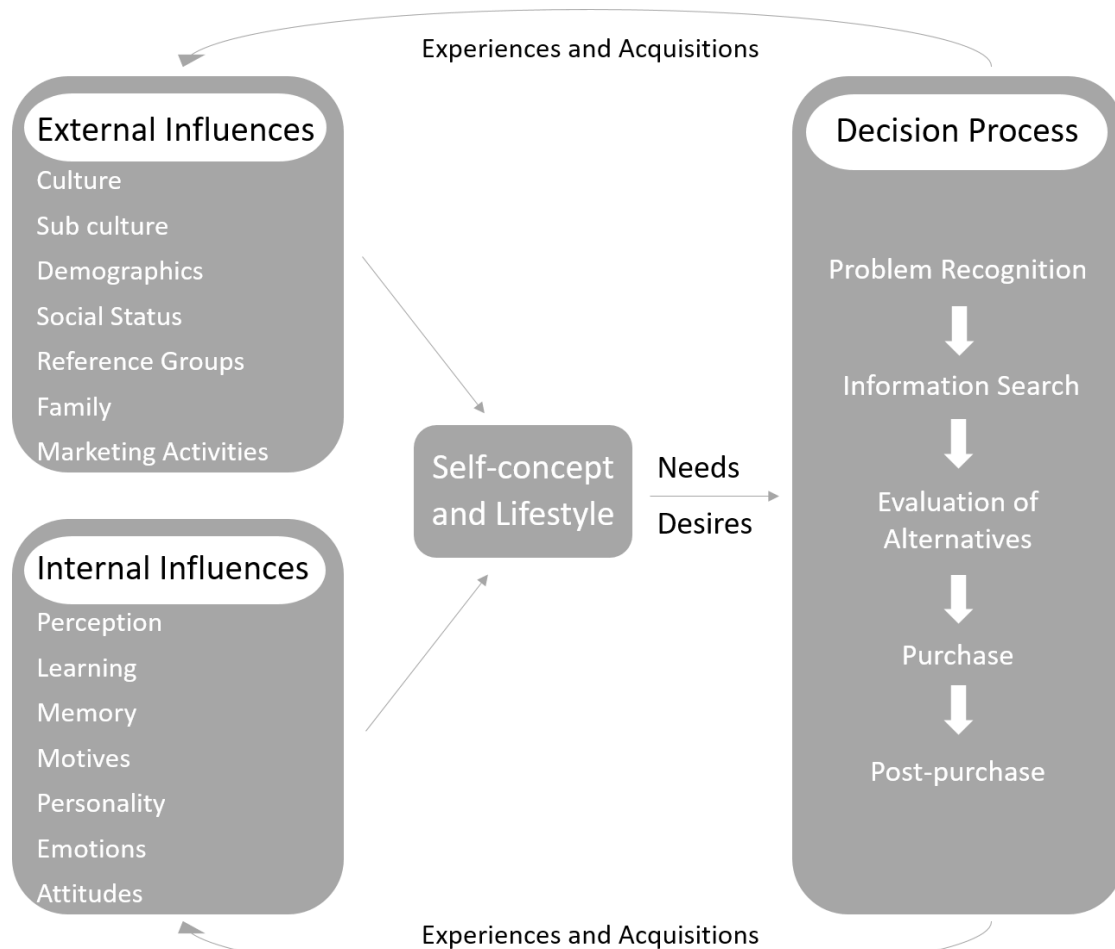 Experiences and Acquisitions
External Influences
Culture
Sub culture
Demographics
Social Status
Reference Groups
Family
Marketing Activities
Internal Influences
Perception
Learning
Memory
Motives
Personality
Emotions
Attitudes
Self-concept
and Lifestyle
Needs
Desires
Decision Process
Problem Recognition
Information Search
Evaluation of
Alternatives
Purchase
Post-purchase
Experiences and Acquisitions